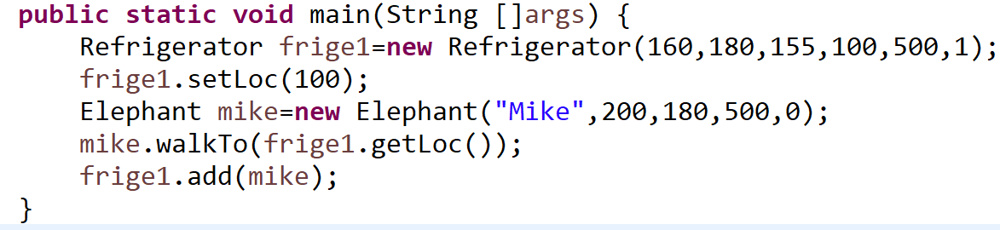 public static void main(String []args) {
Refrigerator frige1=new Refrigerator(160,180,155,100,500,1);
frige1.setLoc(100);
Elephant mike=new Elephant("Mike",200,180,500,0);
mike.walkTo(frige1.getLoc());
frige1.add(mike);
}